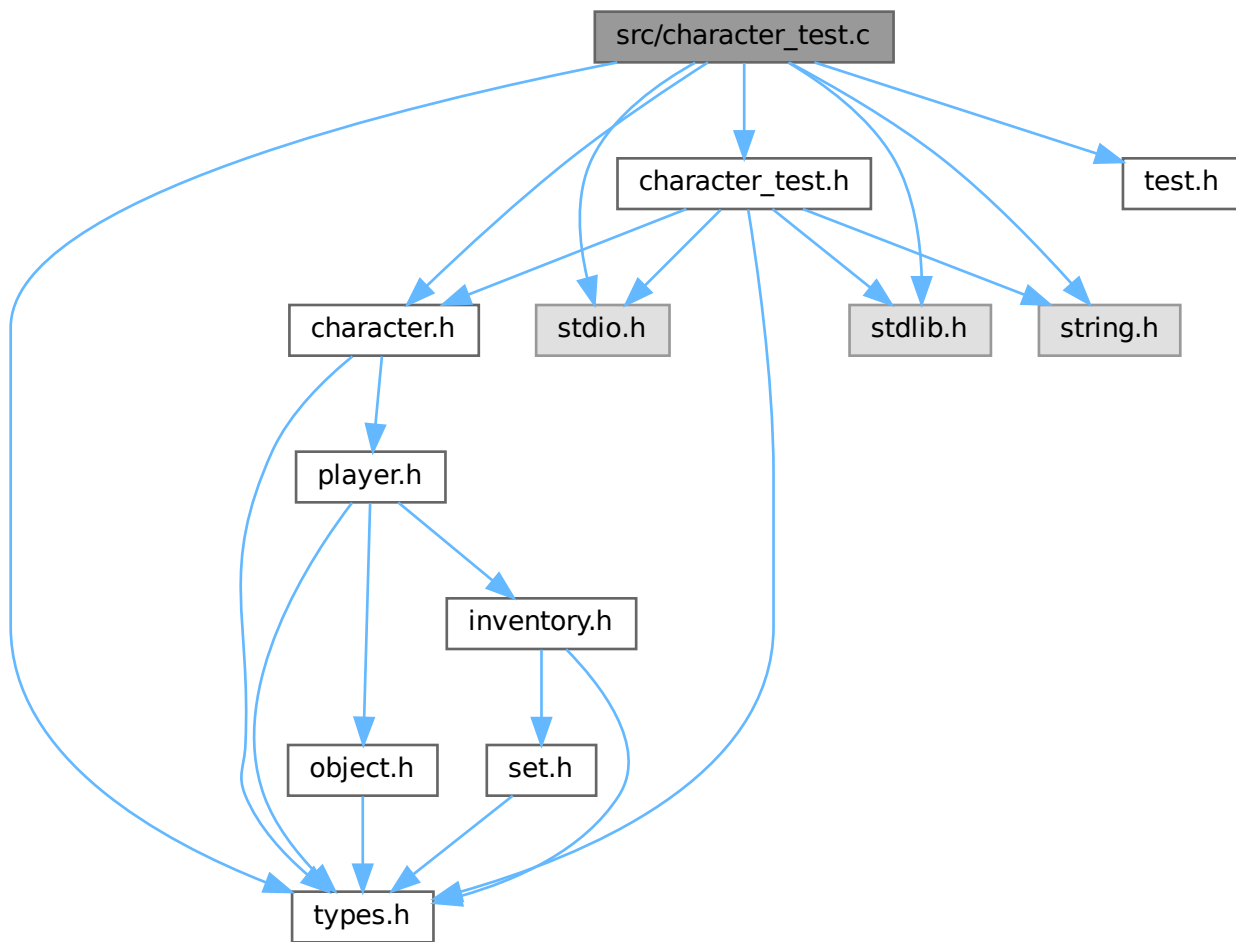 src/character_test.c
character_test.h
test.h
character.h
stdio.h
stdlib.h
string.h
player.h
inventory.h
object.h
set.h
types.h